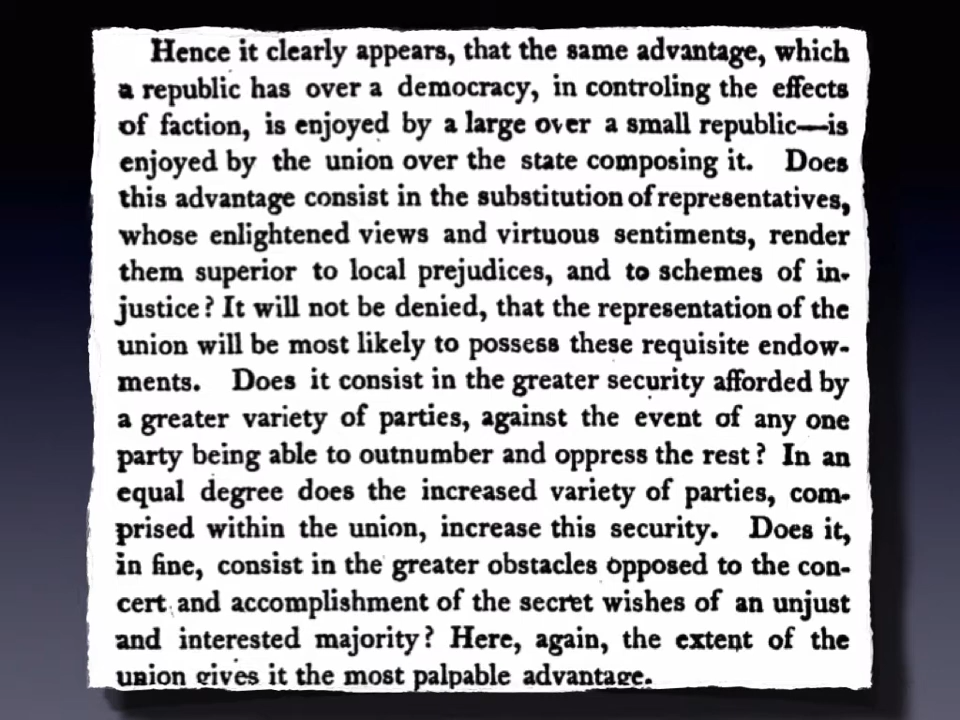 Hence it clearly appears, that the same advantage, which
a republic has over a democracy, in controling the effects
of faction, is enjoyed by a large over a small republic—is
enjoyed by the union over the state composing it. Does
this advantage consist in the substitution of representatives,
whose enlightened views and virtuous sentiments, render
them superior to local prejudices, and to schemes of in-
justice? It will not be denied, that the representation of the
union will be most likely to possess these requisite endow-
ments. Does it consist in the greater security afforded by
a greater variety of parties, against the event of any one
party being able to outnumber and oppress the rest? In an
equal degree does the increased variety of parties, com-
prised within the union, increase this security. Does it,
in fine, consist in the greater obstacles opposed to the con-
cert and accomplishment of the secret wishes of an unjust
and interested majority? Here, again, the extent of the
union gives it the most palpable advantage.